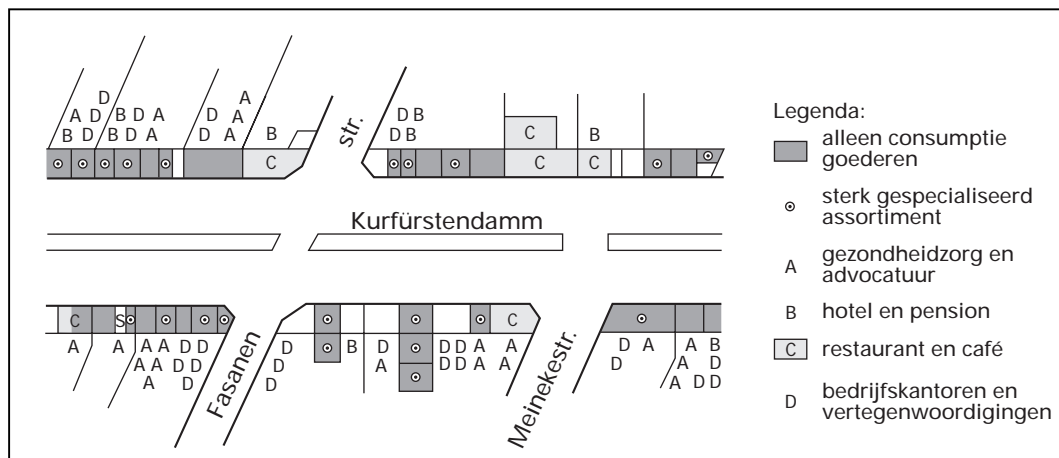 D
A D B D A
B D B D A
A
D A
D A B
C
str.
D B
D B
C
B
C C
Kurfürstendamm
C S
A A A A D D
A A D D
A D
Fasanen
D
D
D D
B D
A
D D A
D D A A
C
Meinekestr.
D A
D
A B
A D D
Legenda:
alleen consumptie
goederen
sterk gespecialiseerd
assortiment
A gezondheidzorg en
advocatuur
B hotel en pension
C restaurant en café
D bedrijfskantoren en
vertegenwoordigingen